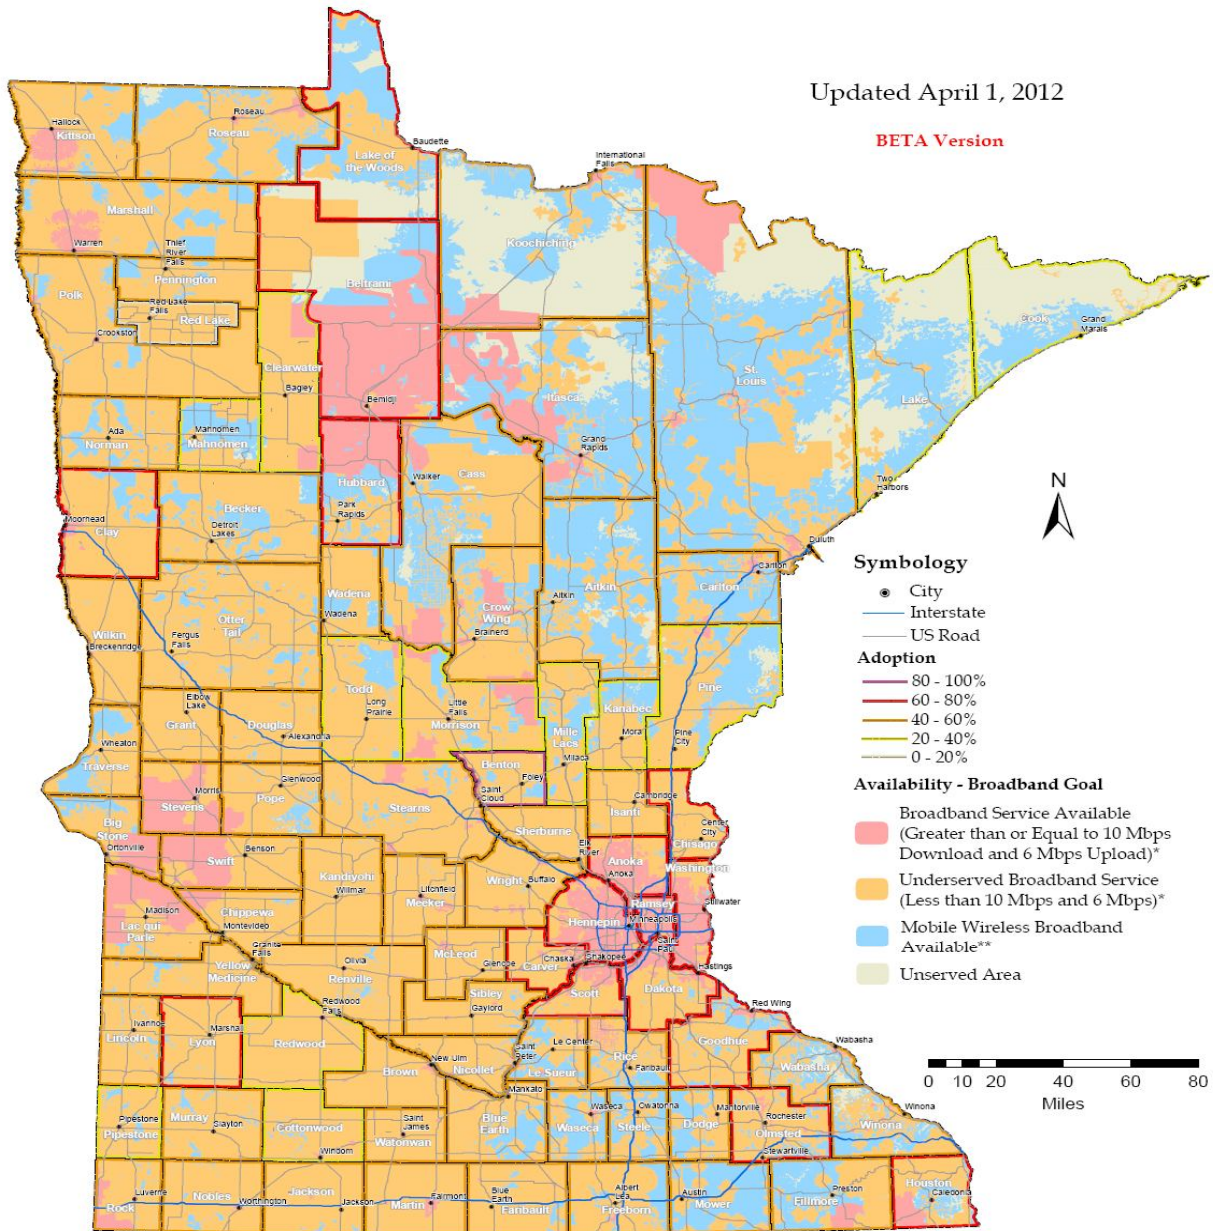 Updated April 1, 2012
BETA Version
Hallock
Kittson
Roseau
Roseau
Baudette
Lake of
the Woods
International
Falls
Marshall
Warren
Thief
River
Falls
Pennington
Koochiching
Beltrami
Polk
Red Lake
Falls
Red Lake
Crookston
Cook
Grand
Marais
Clearwater
Bagley
Bemidji
St.
Louis
Lake
Itasca
Ada
Norman
Mahnomen
Mahnomen
Grand
Rapids
Hubbard
Walker
Cass
Two
Harbors
Park
Rapids
Becker
Detroit
Lakes
Moorhead
Clay
Duluth
Carlton
Carlton
Aitkin
Aitkin
Wadena
Wadena
Crow
Wing
Brainerd
Otter
Tail
Fergus
Falls
Wilkin
Breckenridge
Todd
Long
Prairie
Little
Falls
Morrison
Pine
Kanabec
Mora
Pine
City
Mille
Lacs
Milaca
Elbow
Lake
Grant
Douglas
Alexandria
Wheaton
Traverse
Benton
Foley
Saint
Cloud
Glenwood
Pope
Morris
Stevens
Stearns
Cambridge
Isanti
Sherburne
Center
City
Chisago
Big
Stone
Ortonville
Benson
Swift
Elk
River
Anoka
Anoka
Washington
Kandiyohi
Willmar
Litchfield
Meeker
Wright
Buffalo
Hennepin
Ramsey
Stillwater
Minneapolis
Saint
Paul
Madison
Lac qui
Parle
Chippewa
Montevideo
Granite
Falls
Yellow
Medicine
Olivia
Renville
McLeod
Glencoe
Chaska
Carver
Shakopee
Scott
Dakota
Hastings
Sibley
Gaylord
Red Wing
Redwood
Falls
Ivanhoe
Lincoln
Marshall
Lyon
Redwood
New Ulm
Brown
Nicollet
Saint
Peter
Le Center
Le Sueur
Rice
Faribault
Goodhue
Wabasha
Wabasha
Mankato
Pipestone
Pipestone
Murray
Slayton
Cottonwood
Windom
Saint
James
Watonwan
Blue
Earth
Waseca
Waseca
Owatonna
Steele
Mantorville
Dodge
Rochester
Olmsted
Stewartville
Winona
Winona
Luverne
Rock
Nobles
Worthington
Jackson
Jackson
Fairmont
Martin
Blue
Earth
Faribault
Albert
Lea
Freeborn
Austin
Mower
Preston
Fillmore
Houston
Caledonia
N
Symbology
City
Interstate
US Road
Adoption
80 - 100%
60 - 80%
40 - 60%
20 - 40%
0 - 20%
Availability - Broadband Goal
Broadband Service Available
(Greater than or Equal to 10 Mbps
Download and 6 Mbps Upload)*
Underserved Broadband Service
(Less than 10 Mbps and 6 Mbps)*
Mobile Wireless Broadband
Available**
Unserved Area
0 10 20 40 60 80
Miles